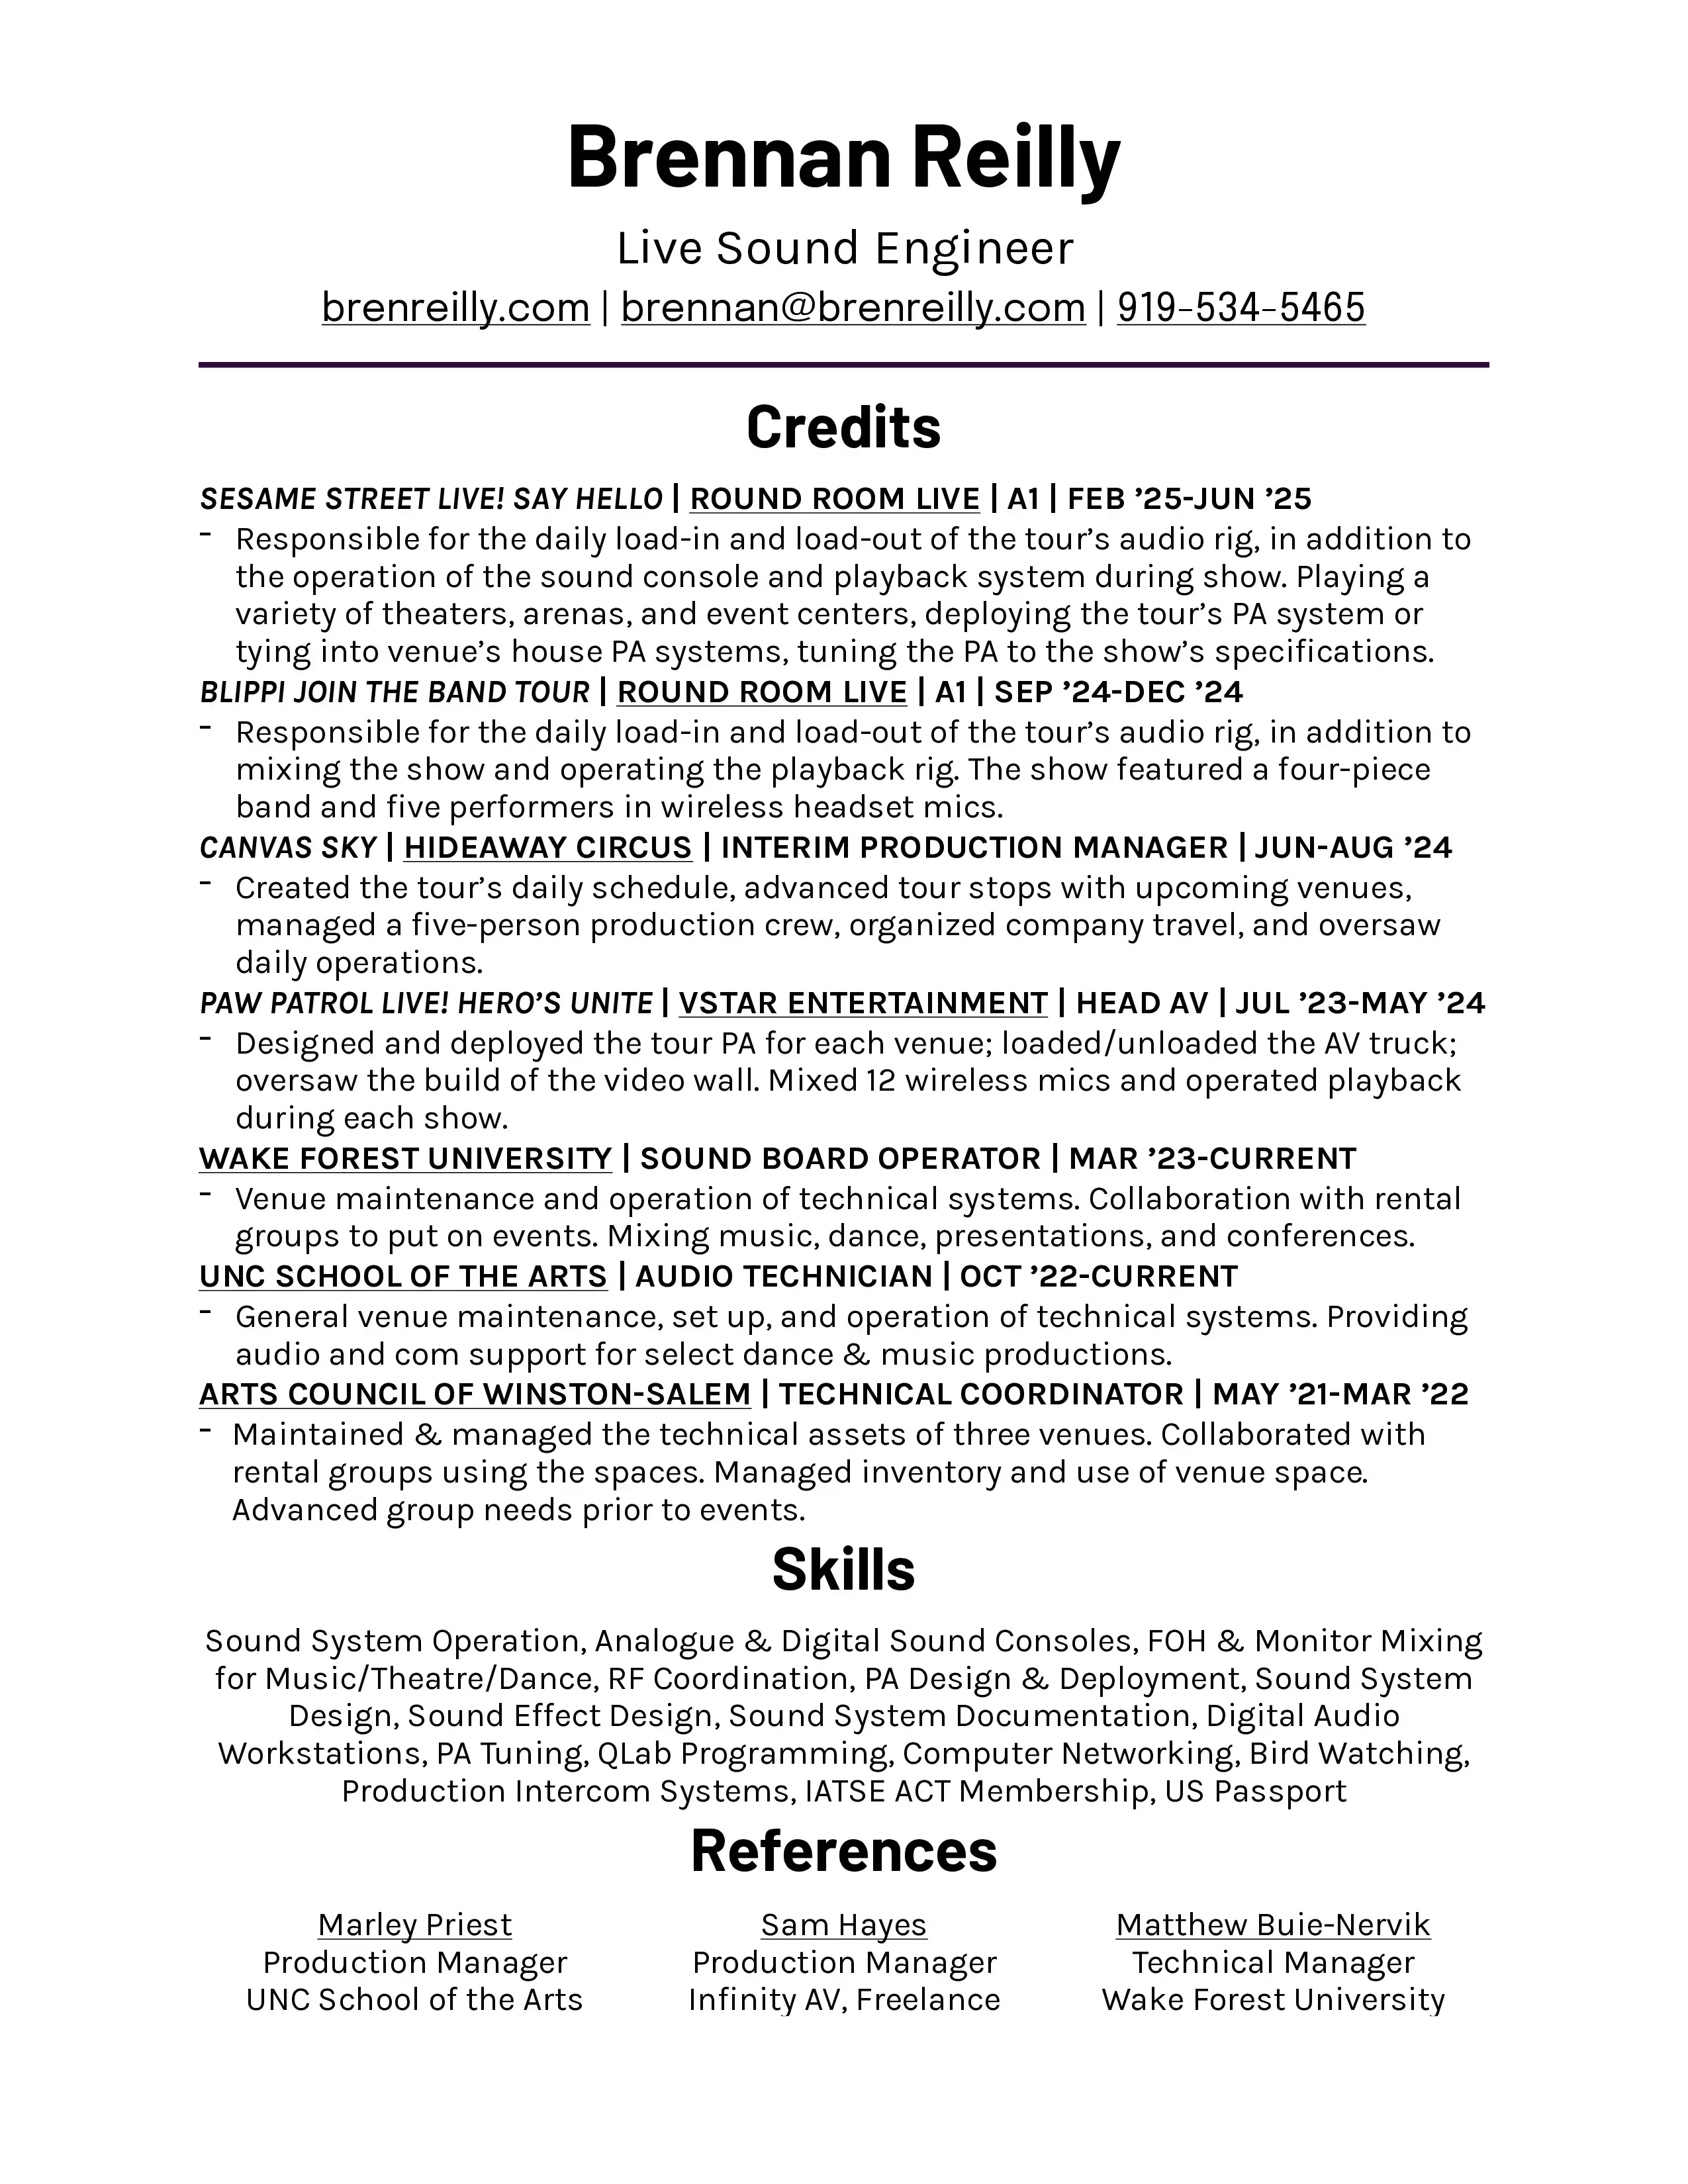 Brennan Reilly
Live Sound Engineer
brenreilly.com | brennan@brenreilly.com | 919-534-5465
Credits
SESAME STREET LIVE! SAY HELLO | ROUND ROOM LIVE | A1 | FEB ’25-JUN ’25
- Responsible for the daily load-in and load-out of the tour’s audio rig, in addition to
the operation of the sound console and playback system during show. Playing a
variety of theaters, arenas, and event centers, deploying the tour’s PA system or
tying into venue’s house PA systems, tuning the PA to the show’s specifications.
BLIPPI JOIN THE BAND TOUR | ROUND ROOM LIVE | A1 | SEP ’24-DEC ’24
- Responsible for the daily load-in and load-out of the tour’s audio rig, in addition to
mixing the show and operating the playback rig. The show featured a four-piece
band and five performers in wireless headset mics.
CANVAS SKY | HIDEAWAY CIRCUS | INTERIM PRODUCTION MANAGER | JUN-AUG ’24
- Created the tour’s daily schedule, advanced tour stops with upcoming venues,
managed a five-person production crew, organized company travel, and oversaw
daily operations.
PAW PATROL LIVE! HERO’S UNITE | VSTAR ENTERTAINMENT | HEAD AV | JUL ’23-MAY ’24
- Designed and deployed the tour PA for each venue; loaded/unloaded the AV truck;
oversaw the build of the video wall. Mixed 12 wireless mics and operated playback
during each show.
WAKE FOREST UNIVERSITY | SOUND BOARD OPERATOR | MAR ’23-CURRENT
- Venue maintenance and operation of technical systems. Collaboration with rental
groups to put on events. Mixing music, dance, presentations, and conferences.
UNC SCHOOL OF THE ARTS | AUDIO TECHNICIAN | OCT ’22-CURRENT
- General venue maintenance, set up, and operation of technical systems. Providing
audio and com support for select dance & music productions.
ARTS COUNCIL OF WINSTON-SALEM | TECHNICAL COORDINATOR | MAY ’21-MAR ’22
- Maintained & managed the technical assets of three venues. Collaborated with
rental groups using the spaces. Managed inventory and use of venue space.
Advanced group needs prior to events.
Skills
Sound System Operation, Analogue & Digital Sound Consoles, FOH & Monitor Mixing
for Music/Theatre/Dance, RF Coordination, PA Design & Deployment, Sound System
Design, Sound Effect Design, Sound System Documentation, Digital Audio
Workstations, PA Tuning, QLab Programming, Computer Networking, Bird Watching,
Production Intercom Systems, IATSE ACT Membership, US Passport
References
Marley Priest
Production Manager
UNC School of the Arts
Sam Hayes
Production Manager
Infinity AV, Freelance
Matthew Buie-Nervik
Technical Manager
Wake Forest University